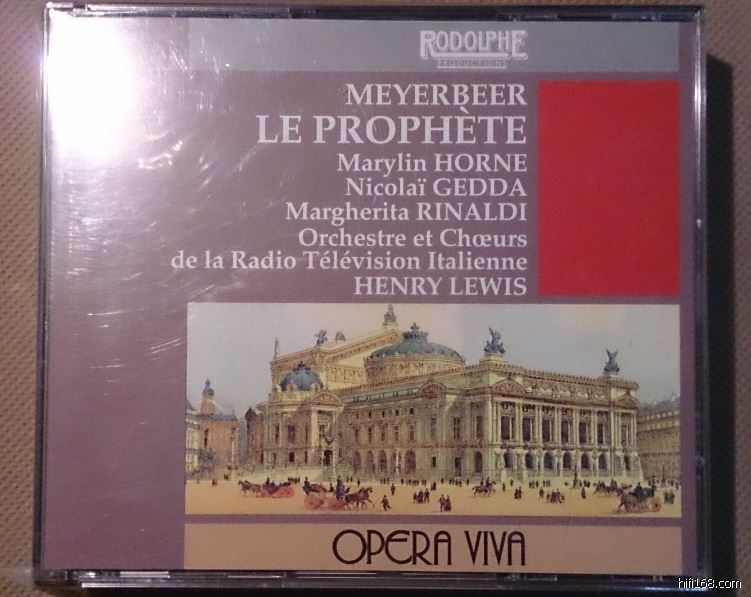 RODOLPHE
PRODUCTIONS
MEYERBEER
LE PROPHÈTE
Marylin HORNE
Nicolaï GEDDA
Margherita RINALDI
Orchestre et Chœurs
de la Radio Télévision Italienne
HENRY LEWIS
OPERA VIVA
hifi168.com